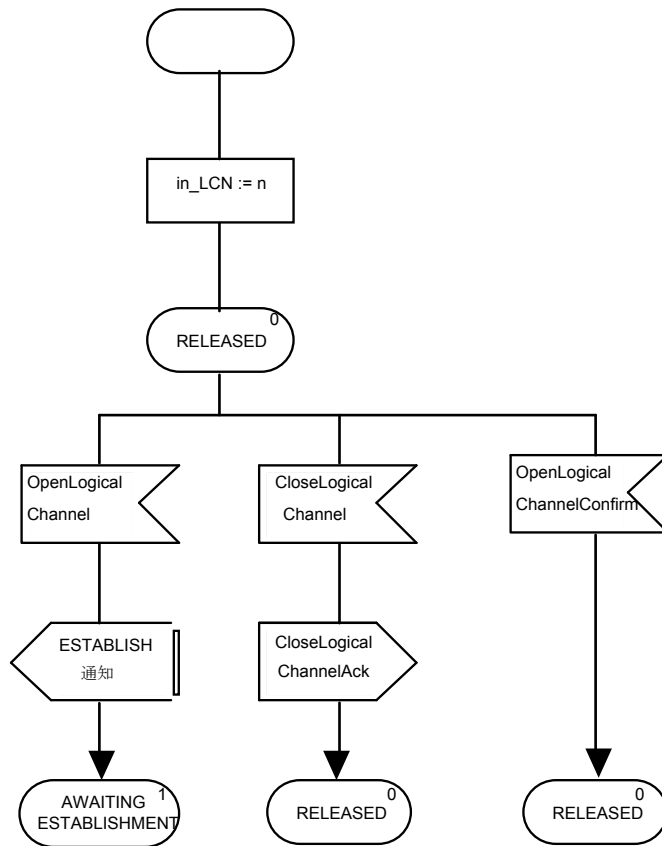 in_LCN := n
0
RELEASED
OpenLogical
Channel
CloseLogical
Channel
OpenLogical
ChannelConfirm
ESTABLISH
通知
CloseLogical
ChannelAck
1
AWAITING
ESTABLISHMENT
0
RELEASED
0
RELEASED